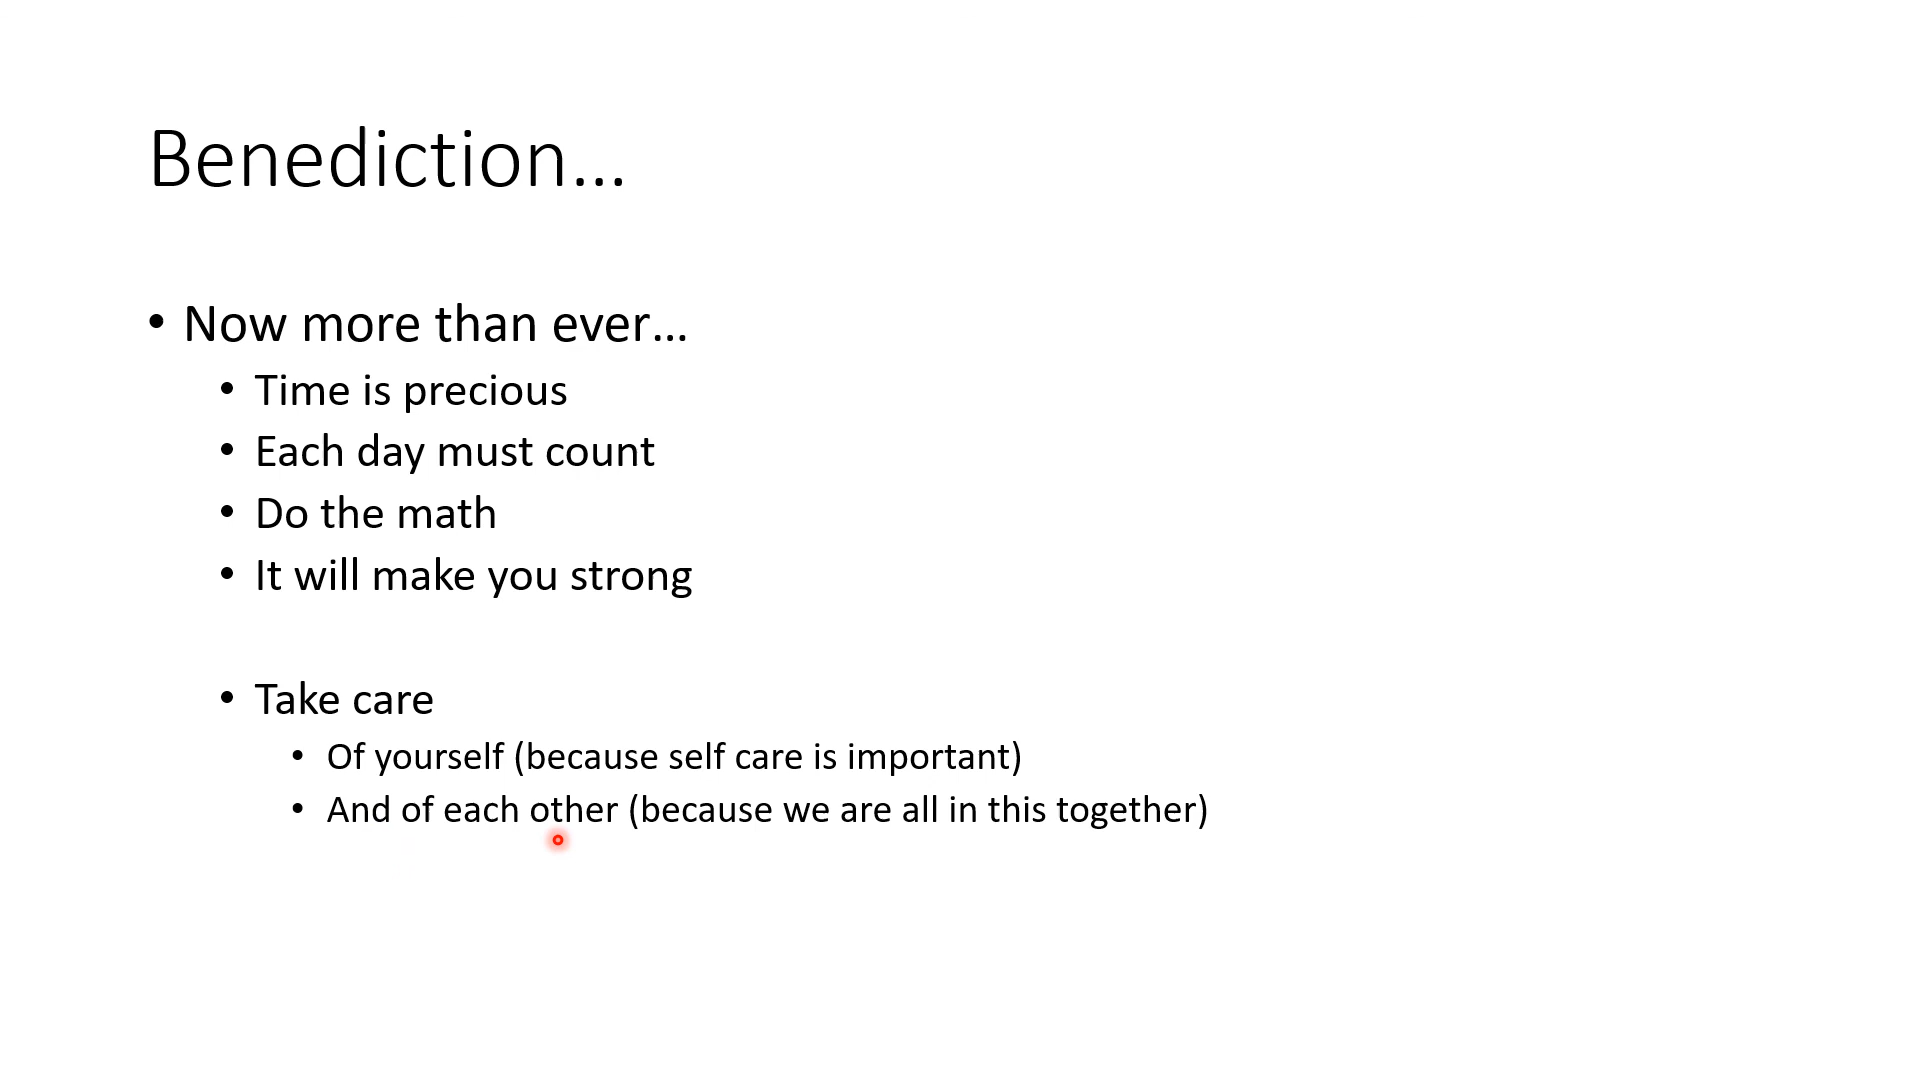 Benediction...
• Now more than ever...
• Time is precious
• Each day must count
• Do the math
• It will make you strong
• Take care
• Of yourself (because self care is important)
• And of each other (because we are all in this together)